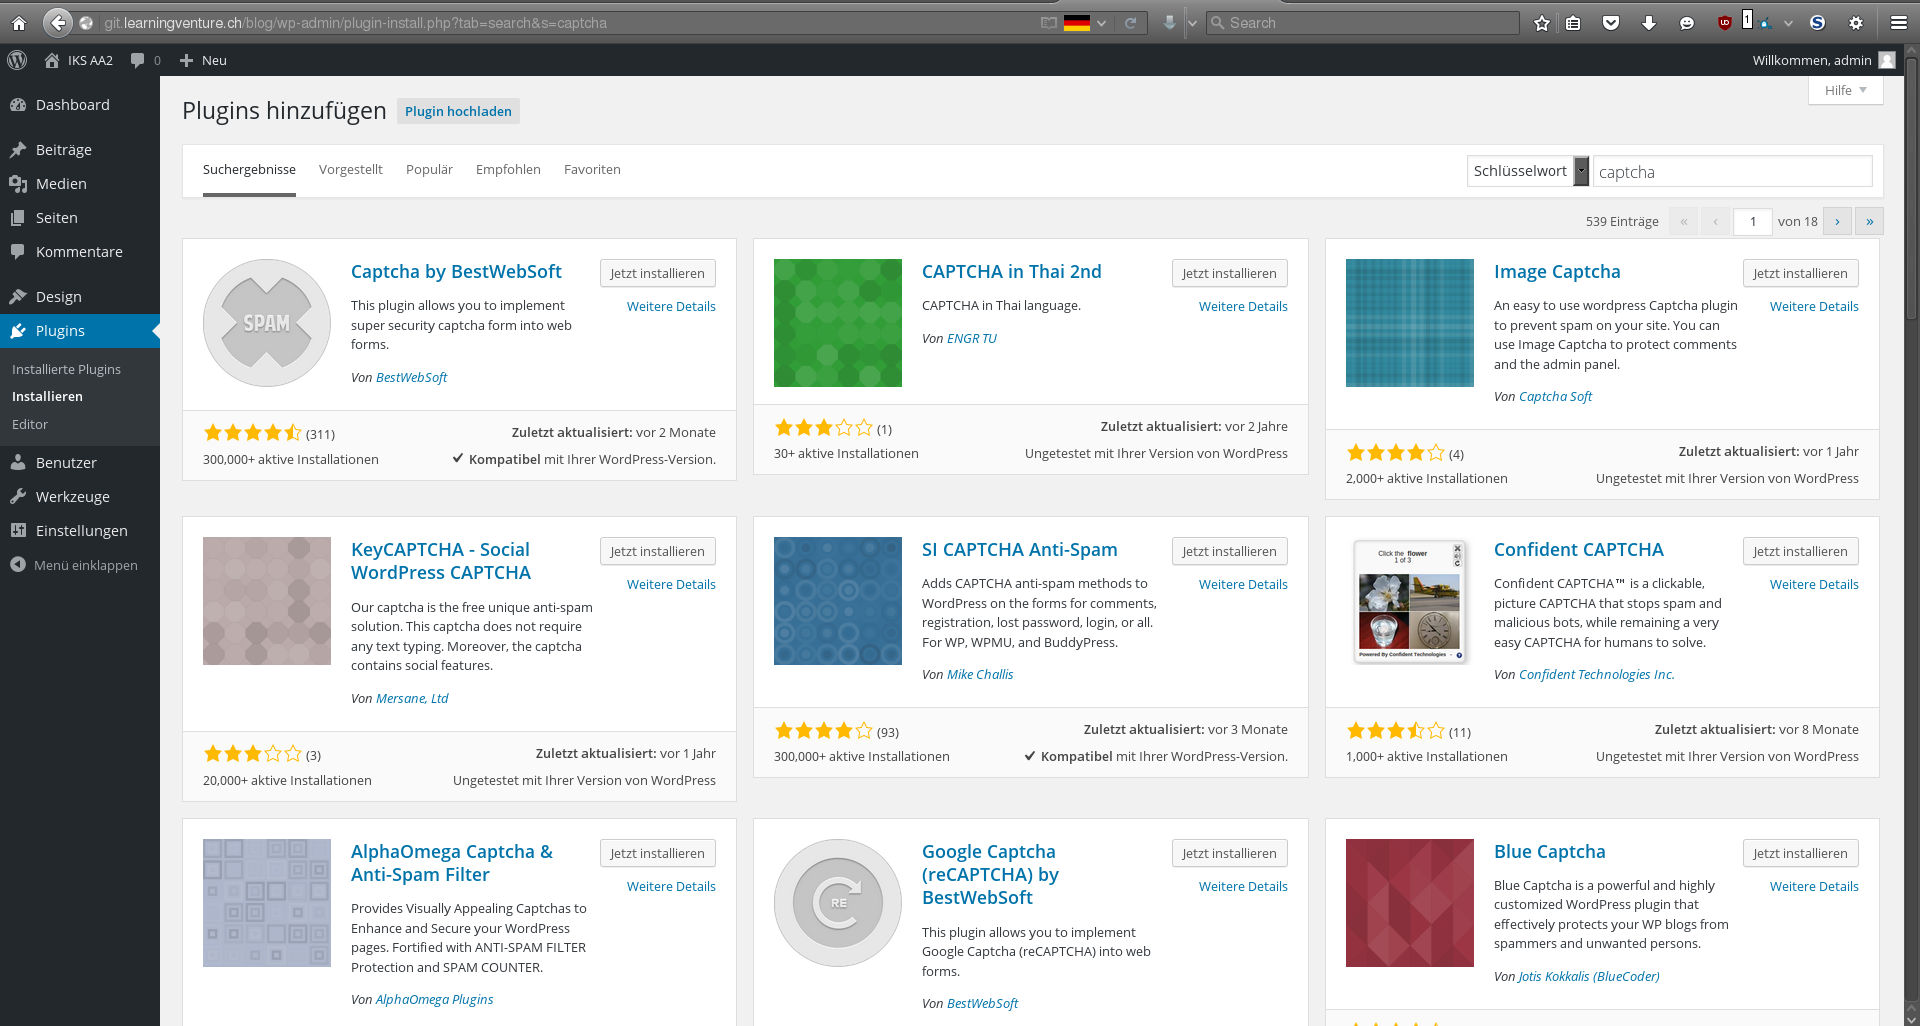 git.learningventure.ch/blog/wp-admin/plugin-install.php?tab=search&s=captcha
Search
1
IKS AA2
0
Neu
Willkommen, admin
Dashboard
Beiträge
Medien
Seiten
Kommentare
Design
Plugins
Installierte Plugins
Installieren
Editor
Benutzer
Werkzeuge
Einstellungen
Menü einklappen
Hilfe
Plugins hinzufügen
Plugin hochladen
Suchergebnisse
Vorgestellt
Populär
Empfohlen
Favoriten
Schlüsselwort
captcha
539 Einträge
«
‹
1
von 18
›
»
SPAM
Captcha by BestWebSoft
Jetzt installieren
Weitere Details
This plugin allows you to implement
super security captcha form into web
forms.
Von BestWebSoft
(311)
Zuletzt aktualisiert: vor 2 Monate
300,000+ aktive Installationen
Kompatibel mit Ihrer WordPress-Version.
CAPTCHA in Thai 2nd
Jetzt installieren
Weitere Details
CAPTCHA in Thai language.
Von ENGR TU
(1)
Zuletzt aktualisiert: vor 2 Jahre
30+ aktive Installationen
Ungetestet mit Ihrer Version von WordPress
Image Captcha
Jetzt installieren
Weitere Details
An easy to use wordpress Captcha plugin
to prevent spam on your site. You can
use Image Captcha to protect comments
and the admin panel.
Von Captcha Soft
(4)
Zuletzt aktualisiert: vor 1 Jahr
2,000+ aktive Installationen
Ungetestet mit Ihrer Version von WordPress
KeyCAPTCHA - Social
WordPress CAPTCHA
Jetzt installieren
Weitere Details
Our captcha is the free unique anti-spam
solution. This captcha does not require
any text typing. Moreover, the captcha
contains social features.
Von Mersane, Ltd
(3)
Zuletzt aktualisiert: vor 1 Jahr
20,000+ aktive Installationen
Ungetestet mit Ihrer Version von WordPress
SI CAPTCHA Anti-Spam
Jetzt installieren
Weitere Details
Adds CAPTCHA anti-spam methods to
WordPress on the forms for comments,
registration, lost password, login, or all.
For WP, WPMU, and BuddyPress.
Von Mike Challis
(93)
Zuletzt aktualisiert: vor 3 Monate
300,000+ aktive Installationen
Kompatibel mit Ihrer WordPress-Version.
Click the flower
1 of 3
Powered By Confident Technologies
Confident CAPTCHA
Jetzt installieren
Weitere Details
Confident CAPTCHA™ is a clickable,
picture CAPTCHA that stops spam and
malicious bots, while remaining a very
easy CAPTCHA for humans to solve.
Von Confident Technologies Inc.
(11)
Zuletzt aktualisiert: vor 8 Monate
1,000+ aktive Installationen
Ungetestet mit Ihrer Version von WordPress
AlphaOmega Captcha &
Anti-Spam Filter
Jetzt installieren
Weitere Details
Provides Visually Appealing Captchas to
Enhance and Secure your WordPress
pages. Fortified with ANTI-SPAM FILTER
Protection and SPAM COUNTER.
Von AlphaOmega Plugins
RE
Google Captcha
(reCAPTCHA) by
BestWebSoft
Jetzt installieren
Weitere Details
This plugin allows you to implement
Google Captcha (reCAPTCHA) into web
forms.
Von BestWebSoft
Blue Captcha
Jetzt installieren
Weitere Details
Blue Captcha is a powerful and highly
customized WordPress plugin that
effectively protects your WP blogs from
spammers and unwanted persons.
Von Jotis Kokkalis (BlueCoder)